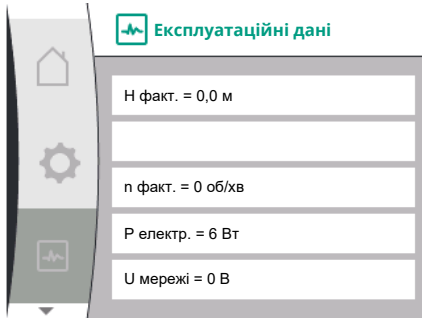 Експлуатаційні дані
H факт. = 0,0 м
n факт. = 0 об/хв
P електр. = 6 Вт
U мережі = 0 В